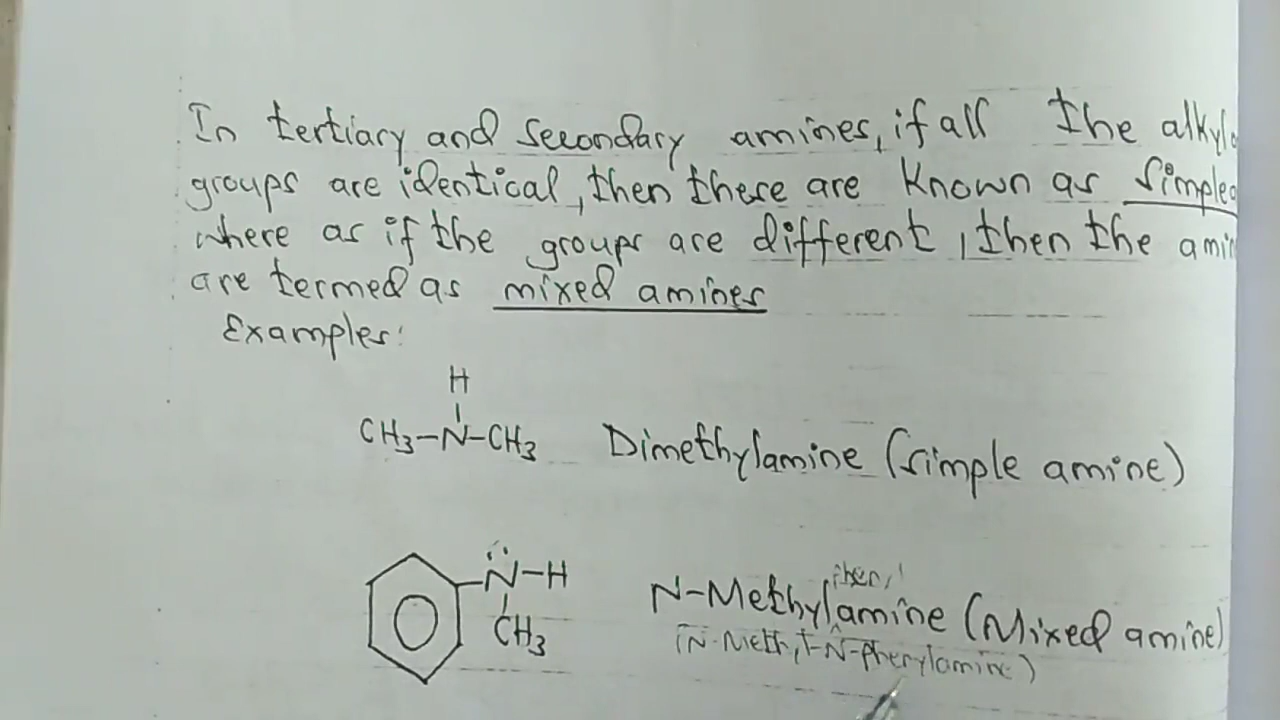 In tertiary and Secondary amines, if all the alkyl
groups are identical, then these are known as Simple
where as if the groups are different, then the ami
are termed as mixed amines
Examples:
H
CH3-N-CH3 Dimethylamine (simple amine)
N-H
CH3
phenyl
N-Methylamine (Mixed amine)
(N-Methyl-N-phenylamine)